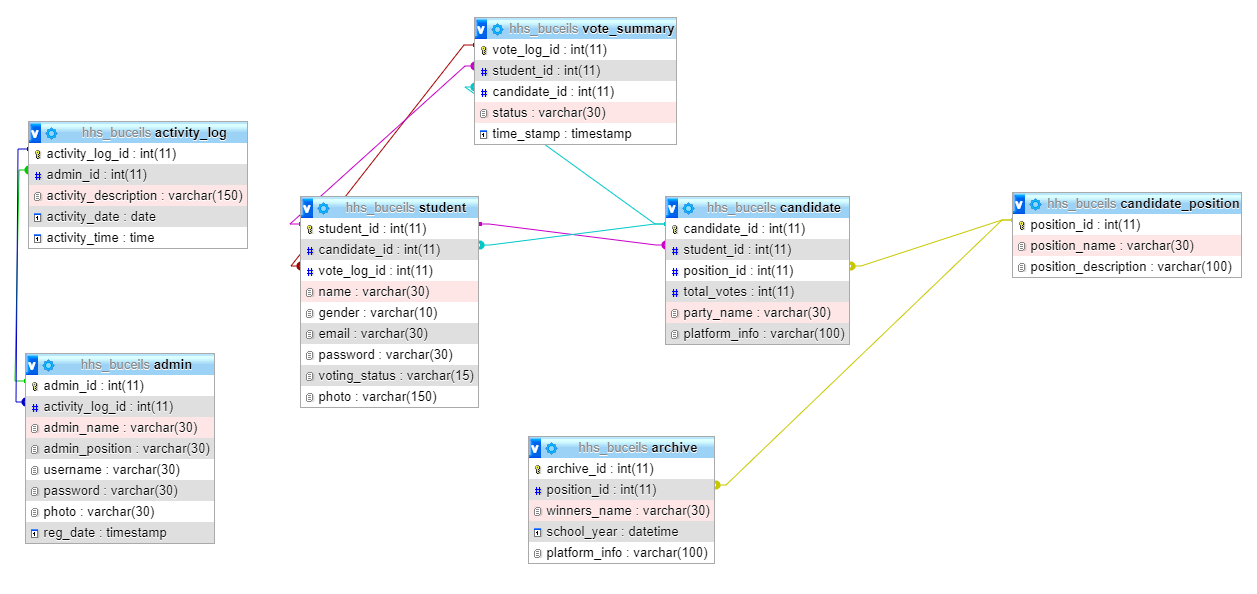 hhs_buceils vote_summary
vote_log_id : int(11)
student_id : int(11)
candidate_id : int(11)
status : varchar(30)
time_stamp : timestamp
hhs_buceils activity_log
activity_log_id : int(11)
admin_id : int(11)
activity_description : varchar(150)
activity_date : date
activity_time : time
hhs_buceils student
student_id : int(11)
candidate_id : int(11)
vote_log_id : int(11)
name : varchar(30)
gender : varchar(10)
email : varchar(30)
password : varchar(30)
voting_status : varchar(15)
photo : varchar(150)
hhs_buceils candidate
candidate_id : int(11)
student_id : int(11)
position_id : int(11)
total_votes : int(11)
party_name : varchar(30)
platform_info : varchar(100)
hhs_buceils candidate_position
position_id : int(11)
position_name : varchar(30)
position_description : varchar(100)
hhs_buceils admin
admin_id : int(11)
activity_log_id : int(11)
admin_name : varchar(30)
admin_position : varchar(30)
username : varchar(30)
password : varchar(30)
photo : varchar(30)
reg_date : timestamp
hhs_buceils archive
archive_id : int(11)
position_id : int(11)
winners_name : varchar(30)
school_year : datetime
platform_info : varchar(100)